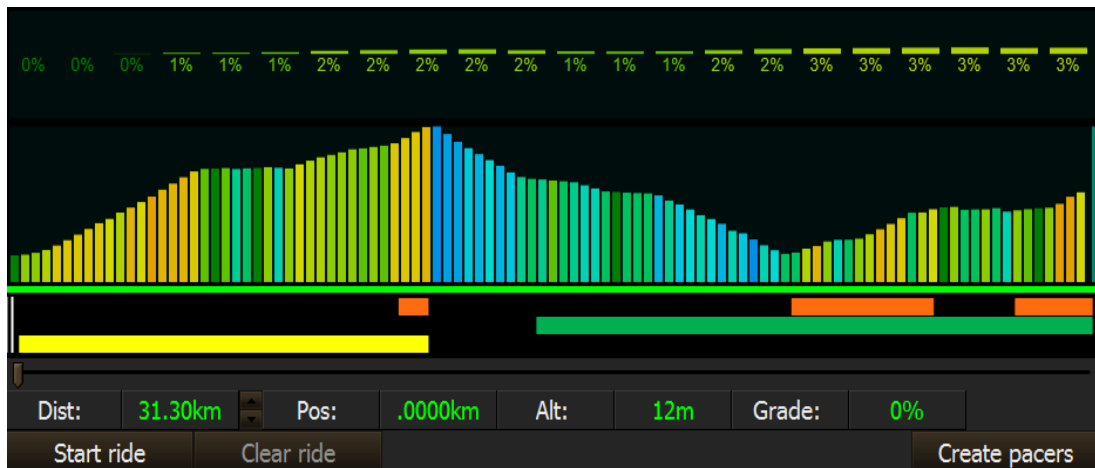 0% 0% 0% 1% 1% 1% 2% 2% 2% 2% 2% 1% 1% 1% 2% 2% 3% 3% 3% 3% 3% 3%
Dist: 31.30km Pos: .0000km Alt: 12m Grade: 0%
Start ride Clear ride Create pacers